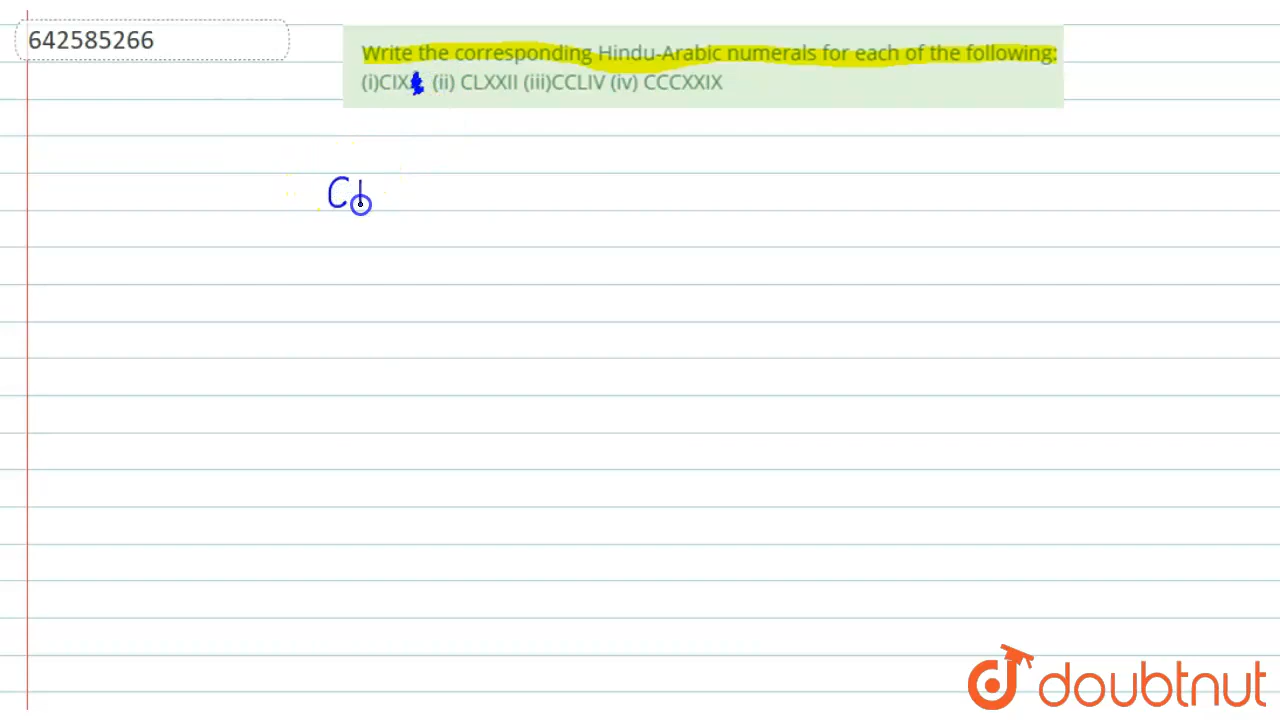 642585266
Write the corresponding Hindu-Arabic numerals for each of the following:
(i)CIX (ii) CLXXII (iii)CCLIV (iv) CCCXXIX
CI
doubtnut